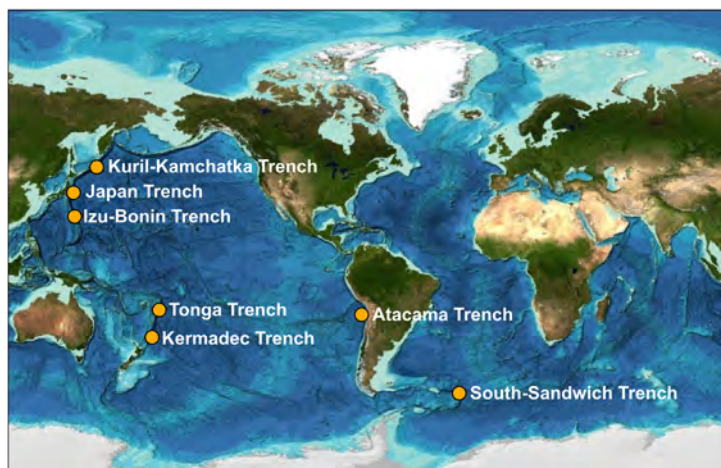 Kuril-Kamchatka Trench
Japan Trench
Izu-Bonin Trench
Tonga Trench
Atacama Trench
Kermadec Trench
South-Sandwich Trench